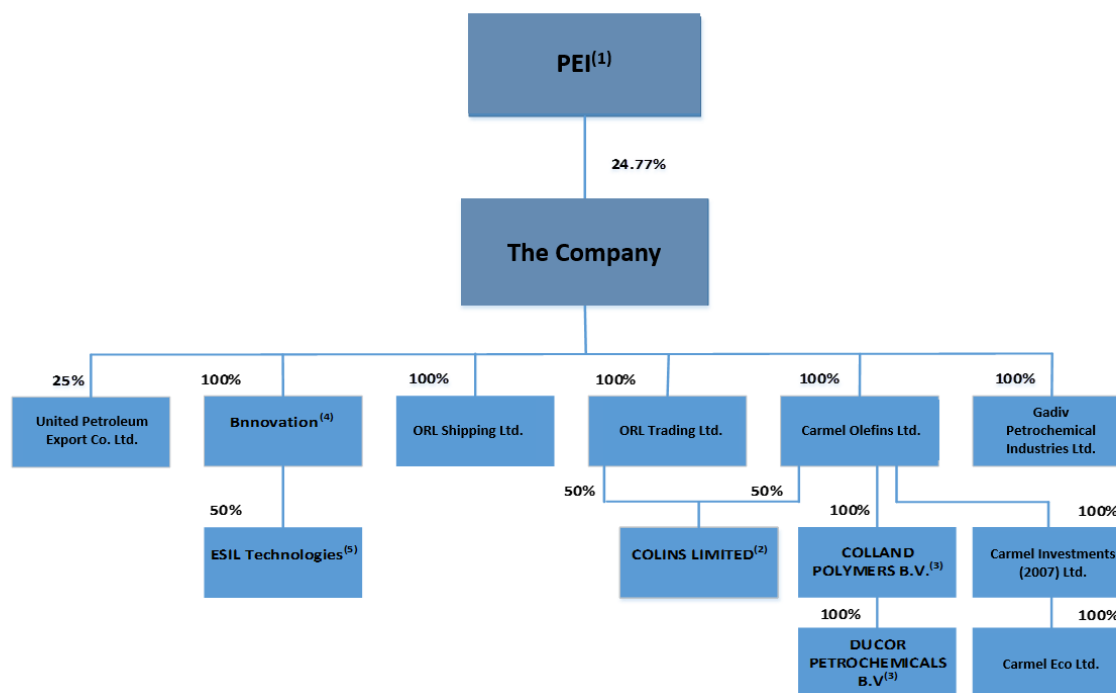 PEI(1)
24.77%
The Company
25%
100%
100%
100%
100%
100%
United Petroleum
Export Co. Ltd.
Bnnovation(4)
ORL Shipping Ltd.
ORL Trading Ltd.
Carmel Olefins Ltd.
Gadiv
Petrochemical
Industries Ltd.
50%
50%
50%
100%
100%
ESIL Technologies(5)
COLINS LIMITED(2)
COLLAND
POLYMERS B.V.(3)
Carmel Investments
(2007) Ltd.
100%
100%
DUCOR
PETROCHEMICALS
B.V(3)
Carmel Eco Ltd.